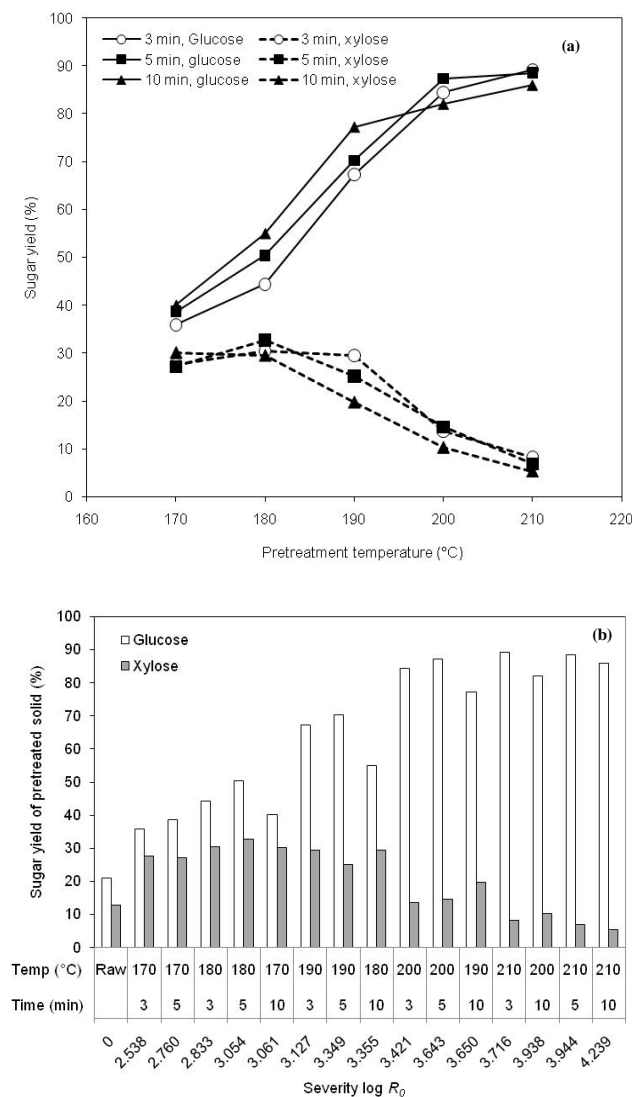 3 min, Glucose 3 min, xylose (a)
5 min, glucose 5 min, xylose
10 min, glucose 10 min, xylose
100
90
80
70
60
50
40
30
20
10
0
Sugar yield (%)
160 170 180 190 200 210 220
Pretreatment temperature (°C)
(b)
Glucose
Xylose
100
90
80
70
60
50
40
30
20
10
0
Sugar yield of pretreated solid (%)
Temp (°C) Raw 170 170 180 180 170 190 190 180 200 200 190 210 200 210 210
Time (min) 3 5 3 5 10 3 5 10 3 5 10 3 10 5 10
0 2.538 2.760 2.833 3.054 3.061 3.127 3.349 3.355 3.421 3.643 3.650 3.716 3.938 3.944 4.239
Severity log R0